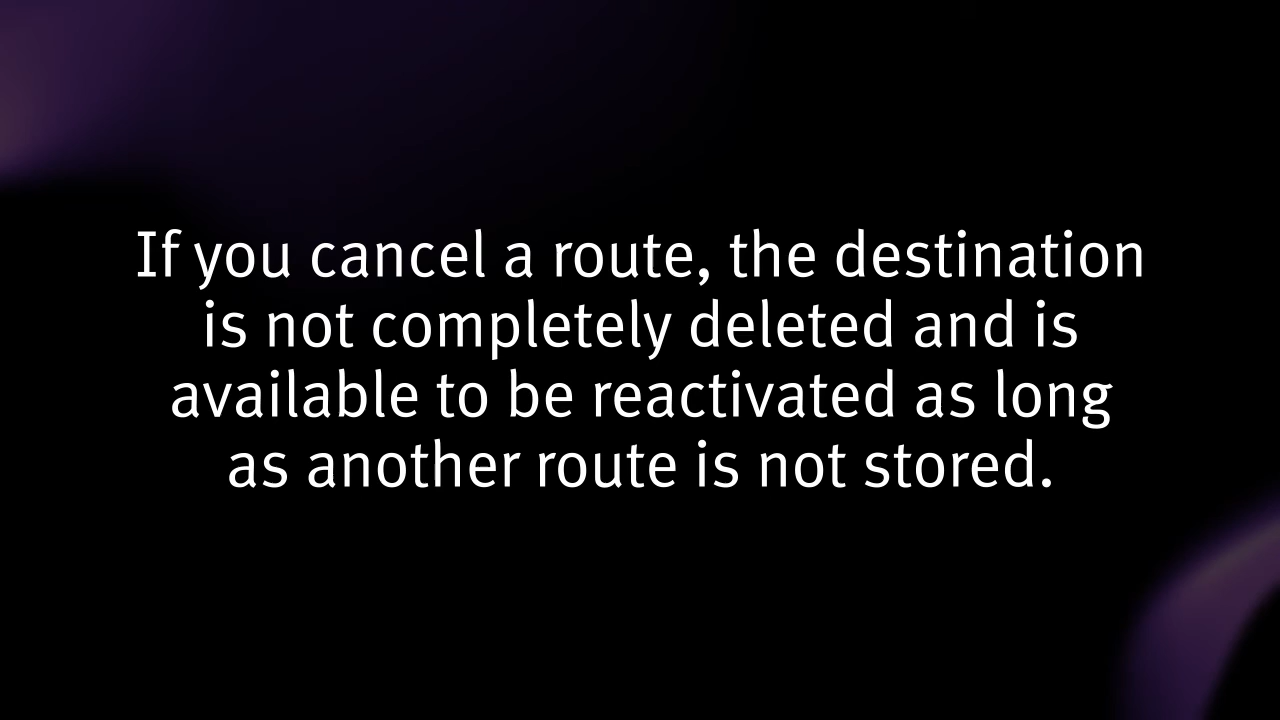 If you cancel a route, the destination
is not completely deleted and is
available to be reactivated as long
as another route is not stored.